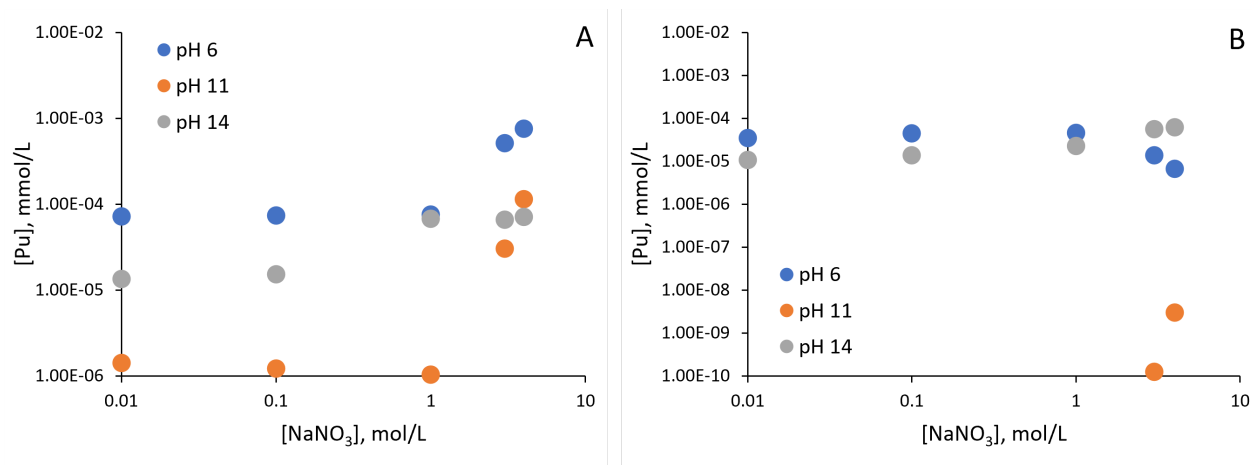 A
1.00E-02
1.00E-03
1.00E-04
1.00E-05
1.00E-06
[Pu], mmol/L
pH 6
pH 11
pH 14
0.01 0.1 1 10
[NaNO₃], mol/L
B
1.00E-02
1.00E-03
1.00E-04
1.00E-05
1.00E-06
1.00E-07
1.00E-08
1.00E-09
1.00E-10
[Pu], mmol/L
pH 6
pH 11
pH 14
0.01 0.1 1 10
[NaNO₃], mol/L